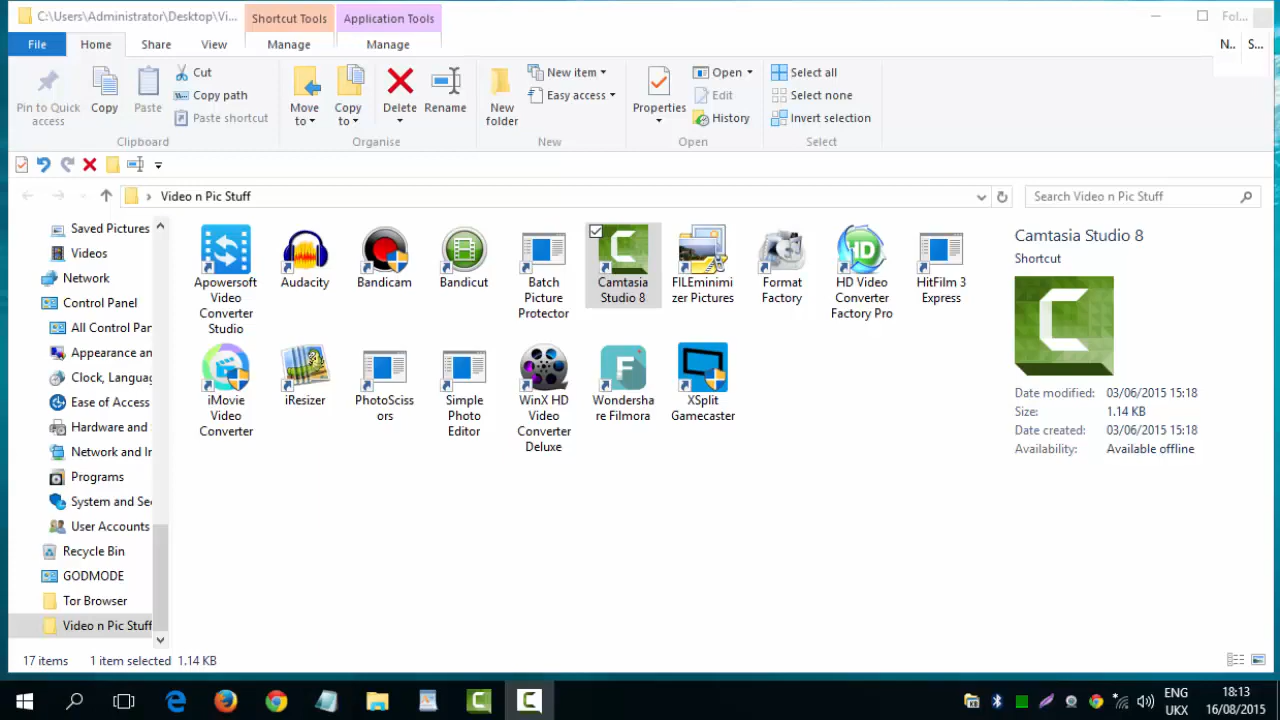 C:\Users\Administrator\Desktop\Vi...
Shortcut Tools
Application Tools
Fol...
File
Home
Share
View
Manage
Manage
N..
S...
Pin to Quick
access
Copy
Paste
Cut
Copy path
Paste shortcut
Clipboard
Move
to
Copy
to
Delete
Rename
Organise
New
folder
New item
Easy access
New
Properties
Open
Edit
History
Open
Select all
Select none
Invert selection
Select
Video n Pic Stuff
Search Video n Pic Stuff
Saved Pictures
Videos
Network
Control Panel
All Control Par
Appearance an
Clock, Languag
Ease of Access
Hardware and
Network and In
Programs
System and Sec
User Accounts
Recycle Bin
GODMODE
Tor Browser
Video n Pic Stuff
Apowersoft
Video
Converter
Studio
Audacity
Bandicam
Bandicut
Batch
Picture
Protector
Camtasia
Studio 8
FILEminimi
zer Pictures
Format
Factory
HD Video
Converter
Factory Pro
HitFilm 3
Express
iMovie
Video
Converter
iResizer
PhotoSciss
ors
Simple
Photo
Editor
WinX HD
Video
Converter
Deluxe
Wondersha
re Filmora
XSplit
Gamecaster
Camtasia Studio 8
Shortcut
Date modified: 03/06/2015 15:18
Size: 1.14 KB
Date created: 03/06/2015 15:18
Availability: Available offline
17 items
1 item selected 1.14 KB
ENG
UKX
18:13
16/08/2015